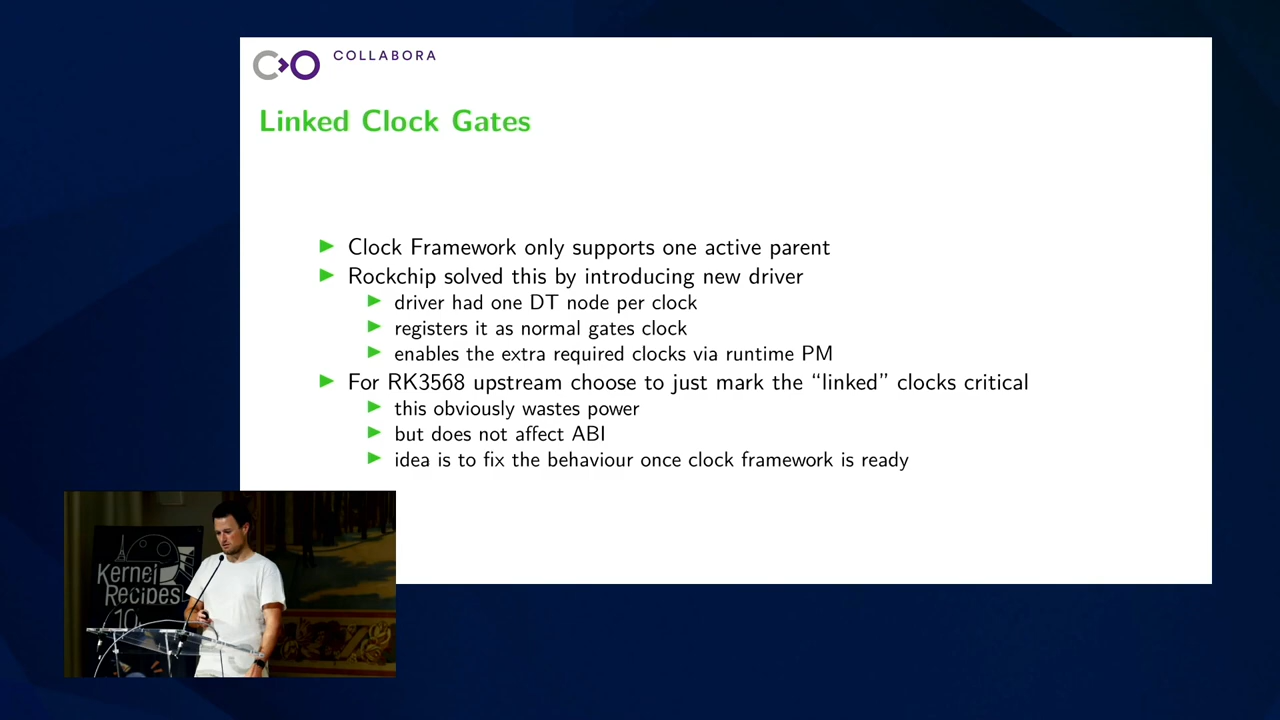 COLLABORA
Linked Clock Gates
Clock Framework only supports one active parent
Rockchip solved this by introducing new driver
driver had one DT node per clock
registers it as normal gates clock
enables the extra required clocks via runtime PM
For RK3568 upstream choose to just mark the “linked” clocks critical
this obviously wastes power
but does not affect ABI
idea is to fix the behaviour once clock framework is ready
Kernel
Recipes
10